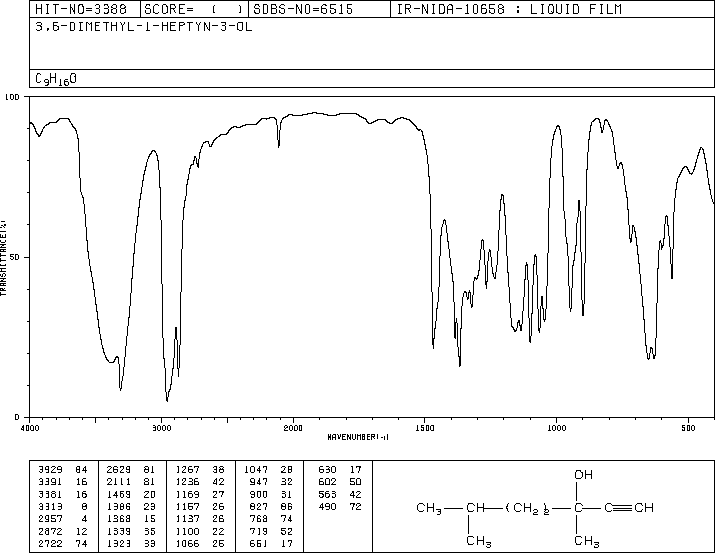 HIT-NO=3388 SCORE= ( ) SDBS-NO=6515 IR-NIDA-10658 : LIQUID FILM
3,6-DIMETHYL-1-HEPTYN-3-OL
C9H16O
100
50
0
TRANSMITTANCE(%)
4000 3000 2000 1500 1000 500
WAVENUMBER(-1)
3929 84 2629 81 1267 38 1047 28 630 17
3391 16 2111 81 1236 42 947 32 602 50
3381 16 1469 20 1169 27 900 31 563 42
3313 8 1386 23 1157 26 827 86 490 72
2957 4 1368 15 1137 26 768 74
2872 12 1339 35 1100 22 719 52
2722 74 1323 33 1066 26 651 17
OH
CH3 CH (CH2)2 C C CH
CH3 CH3